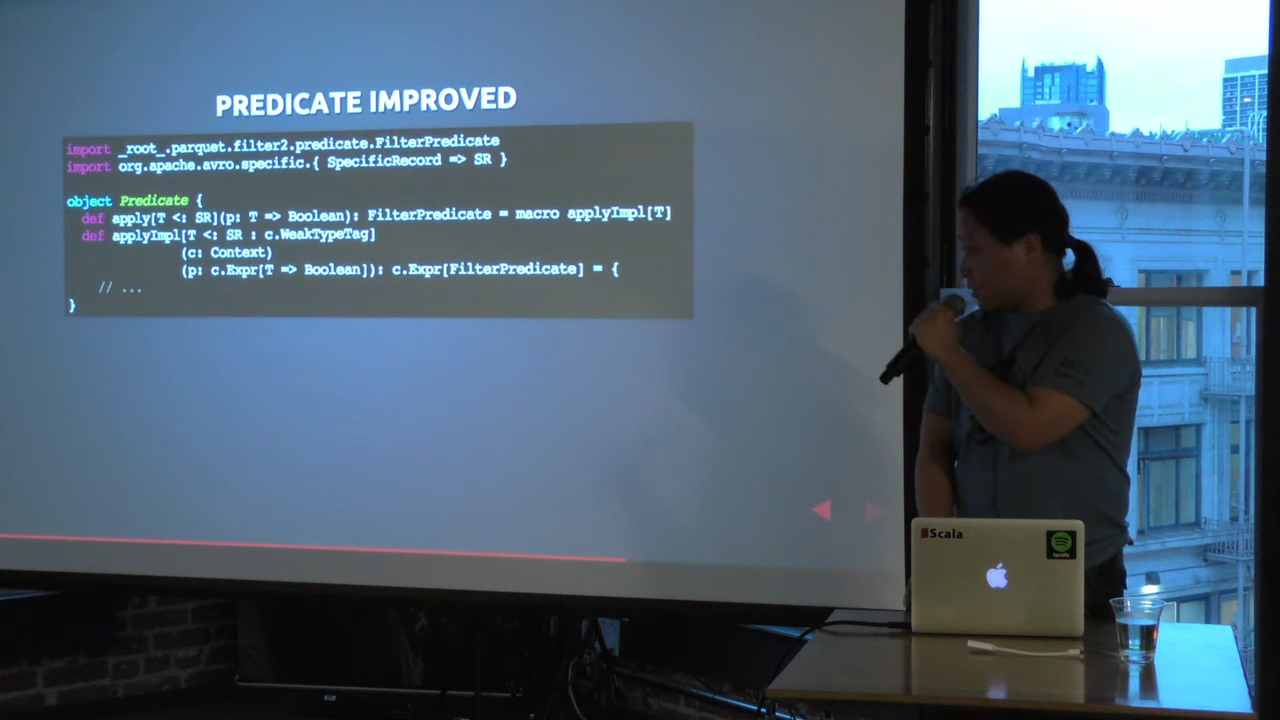 PREDICATE IMPROVED
import _root_.parquet.filter2.predicate.FilterPredicate
import org.apache.avro.specific.{ SpecificRecord => SR }
object Predicate {
def apply[T <: SR](p: T => Boolean): FilterPredicate = macro applyImpl[T]
def applyImpl[T <: SR : c.WeakTypeTag]
(c: Context)
(p: c.Expr[T => Boolean]): c.Expr[FilterPredicate] = {
// ...
}
Scala
Spotify